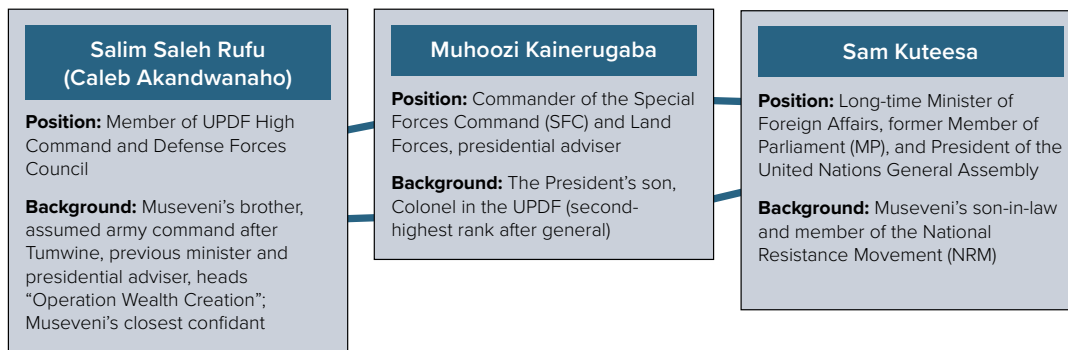 Salim Saleh Rufu
(Caleb Akandwanaho)
Position: Member of UPDF High
Command and Defense Forces
Council
Background: Museveni’s brother,
assumed army command after
Tumwine, previous minister and
presidential adviser, heads
“Operation Wealth Creation”;
Museveni’s closest confidant
Muhoozi Kainerugaba
Position: Commander of the Special
Forces Command (SFC) and Land
Forces, presidential adviser
Background: The President’s son,
Colonel in the UPDF (second-
highest rank after general)
Sam Kuteesa
Position: Long-time Minister of
Foreign Affairs, former Member of
Parliament (MP), and President of the
United Nations General Assembly
Background: Museveni’s son-in-law
and member of the National
Resistance Movement (NRM)